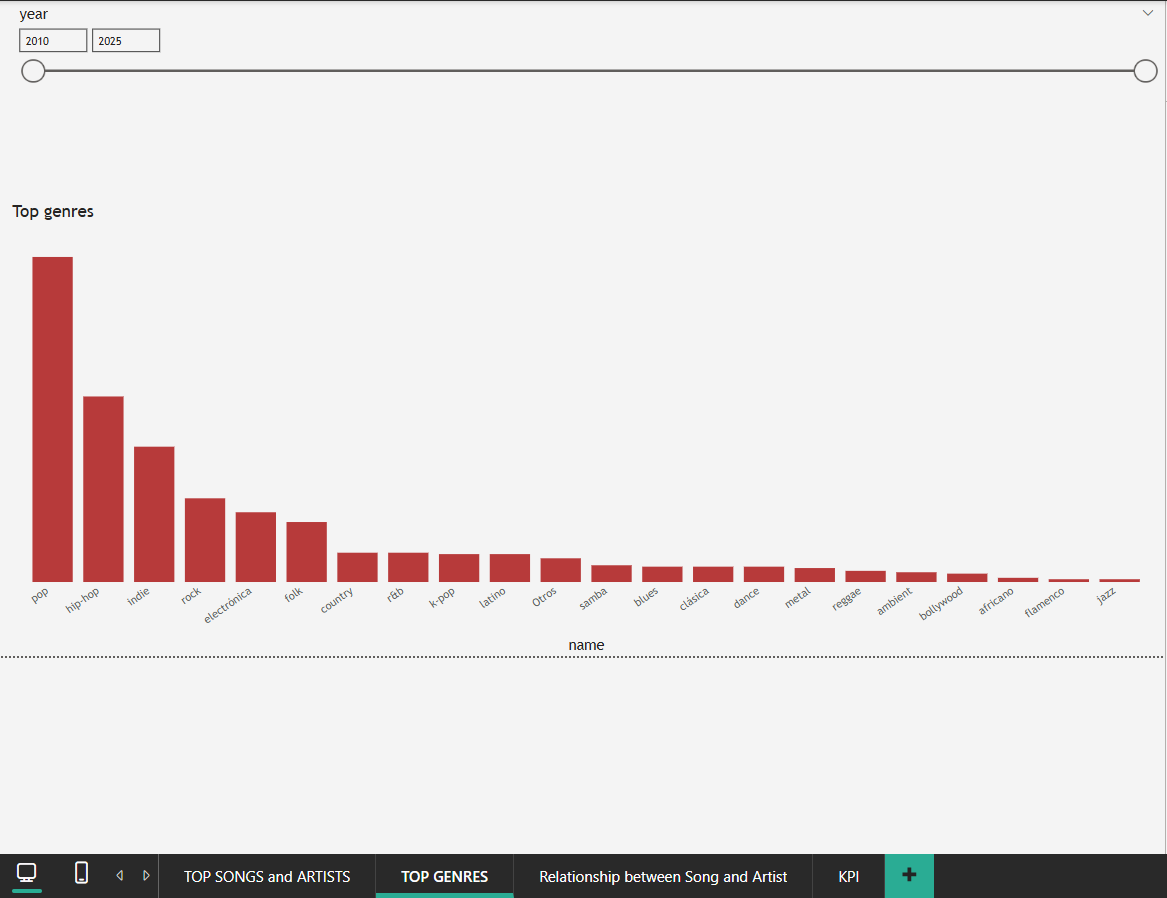 year
2010 2025
Top genres
pop hip-hop indie rock electrónica folk country r&b k-pop latino Otros samba blues clásica dance metal reggae ambient bollywood africano flamenco jazz
name
TOP SONGS and ARTISTS TOP GENRES Relationship between Song and Artist KPI +